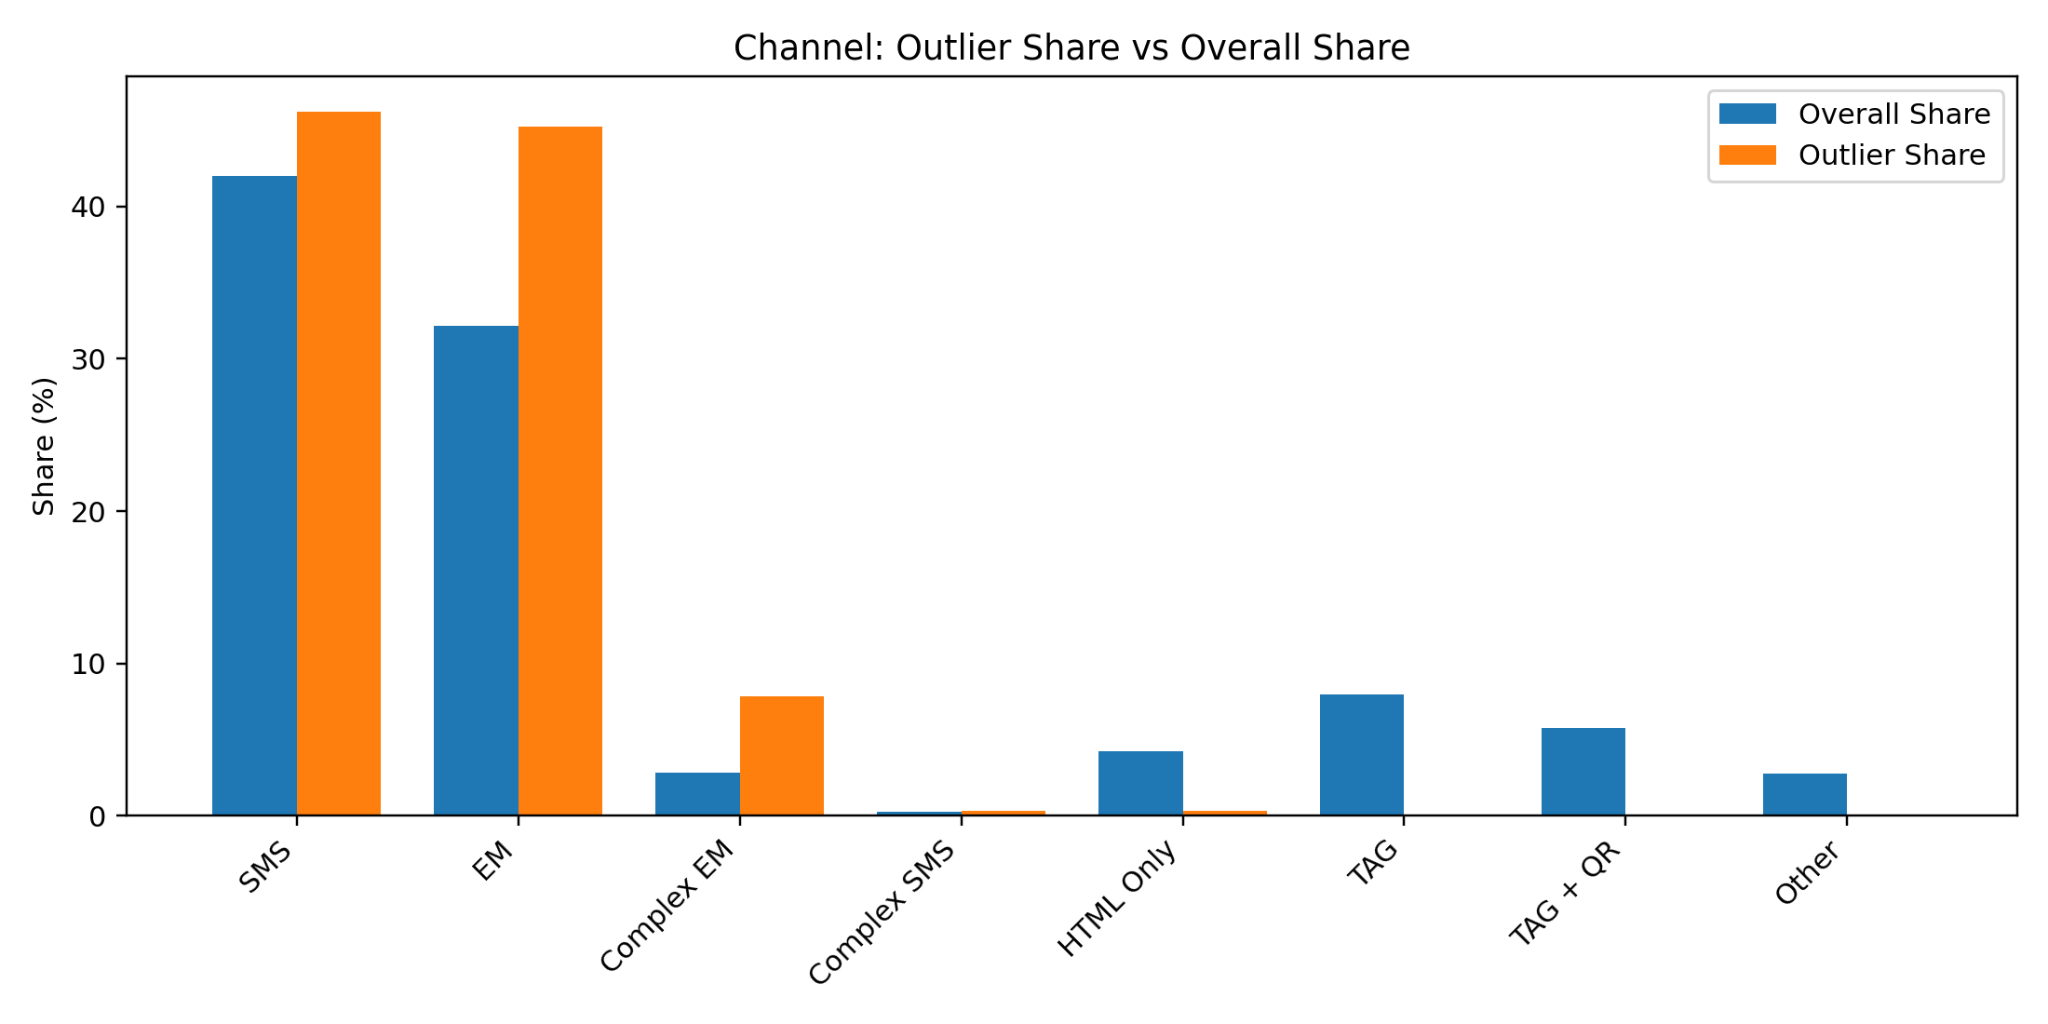 Channel: Outlier Share vs Overall Share
Overall Share
Outlier Share
Share (%)
40
30
20
10
0
SMS
EM
Complex EM
Complex SMS
HTML Only
TAG
TAG + QR
Other